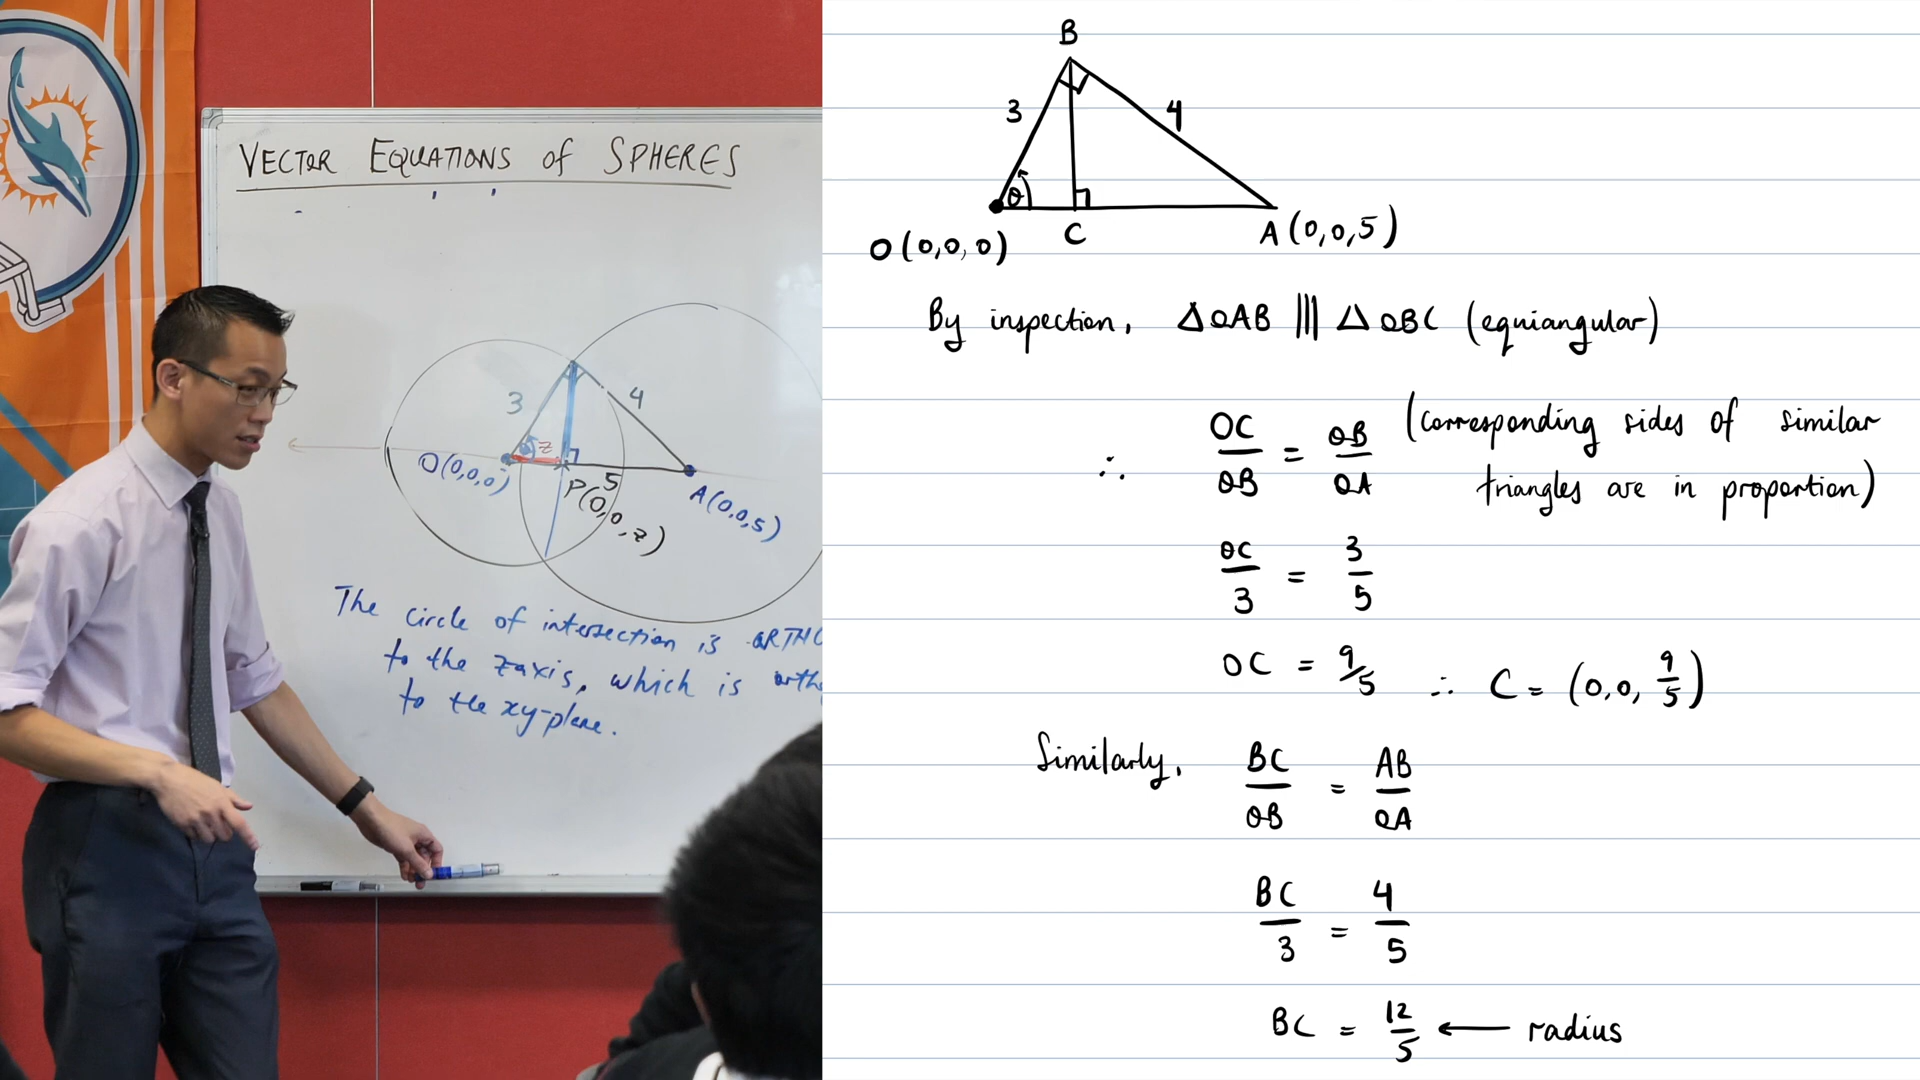 VECTOR EQUATIONS of SPHERES
3
4
z
O(0,0,0)
5
P(0,0,z)
A(0,0,5)
The circle of intersection is
to the z axis, which is
to the xy-plane.
B
3
4
θ
C
O(0,0,0)
A(0,0,5)
By inspection, ΔOAB ||| ΔOBC (equiangular)
∴ OC/OB = OB/OA (corresponding sides of similar
triangles are in proportion)
OC/3 = 3/5
OC = 9/5 ∴ C = (0,0,9/5)
Similarly, BC/OB = AB/OA
BC/3 = 4/5
BC = 12/5 ← radius